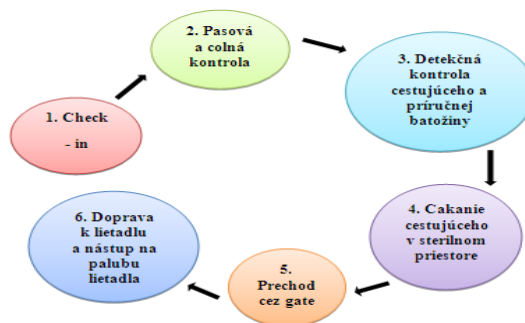 1. Check
- in
2. Pasová
a colná
kontrola
3. Detekčná
kontrola
cestujúceho a
príručnej
batožiny
4. Cakanie
cestujúceho
v sterilnom
priestore
5.
Prechod
cez gate
6. Doprava
k lietadlu
a nástup na
palubu
lietadla